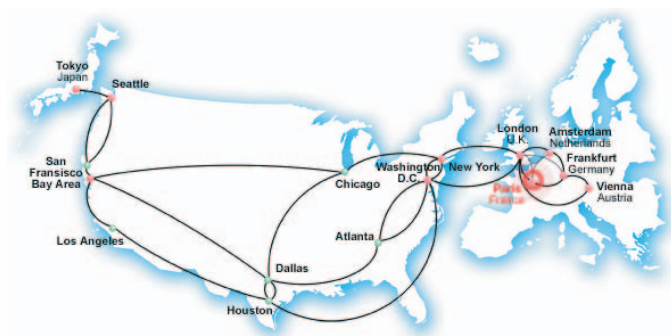 Tokyo
Japan
Seattle
San
Fransisco
Bay Area
Los Angeles
Chicago
Dallas
Houston
Atlanta
Washington
D.C.
New York
London
U.K.
Amsterdam
Netherlands
Frankfurt
Germany
Paris
France
Vienna
Austria